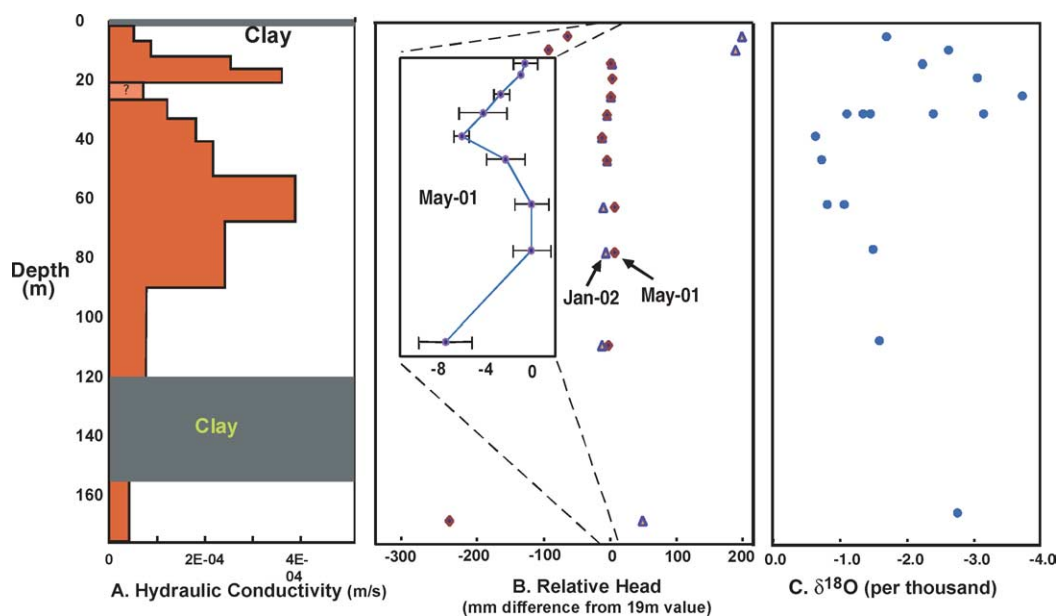 0
20
40
60
80
100
120
140
160
Depth
(m)
Clay
?
Clay
0 2E-04 4E-
04
A. Hydraulic Conductivity (m/s)
May-01
-8 -4 0
Jan-02 May-01
-300 -100 0 100 200
B. Relative Head
(mm difference from 19m value)
0.0 -1.0 -2.0 -3.0 -4.0
C. δ18O (per thousand)